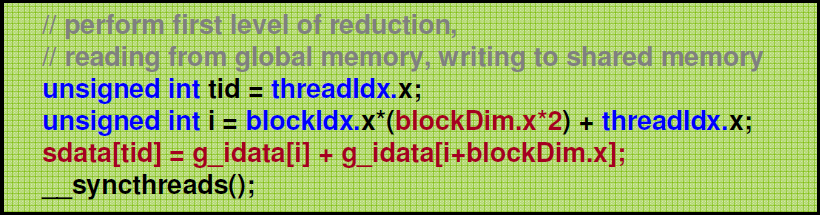 // perform first level of reduction,
// reading from global memory, writing to shared memory
unsigned int tid = threadIdx.x;
unsigned int i = blockIdx.x*(blockDim.x*2) + threadIdx.x;
sdata[tid] = g_idata[i] + g_idata[i+blockDim.x];
__syncthreads();